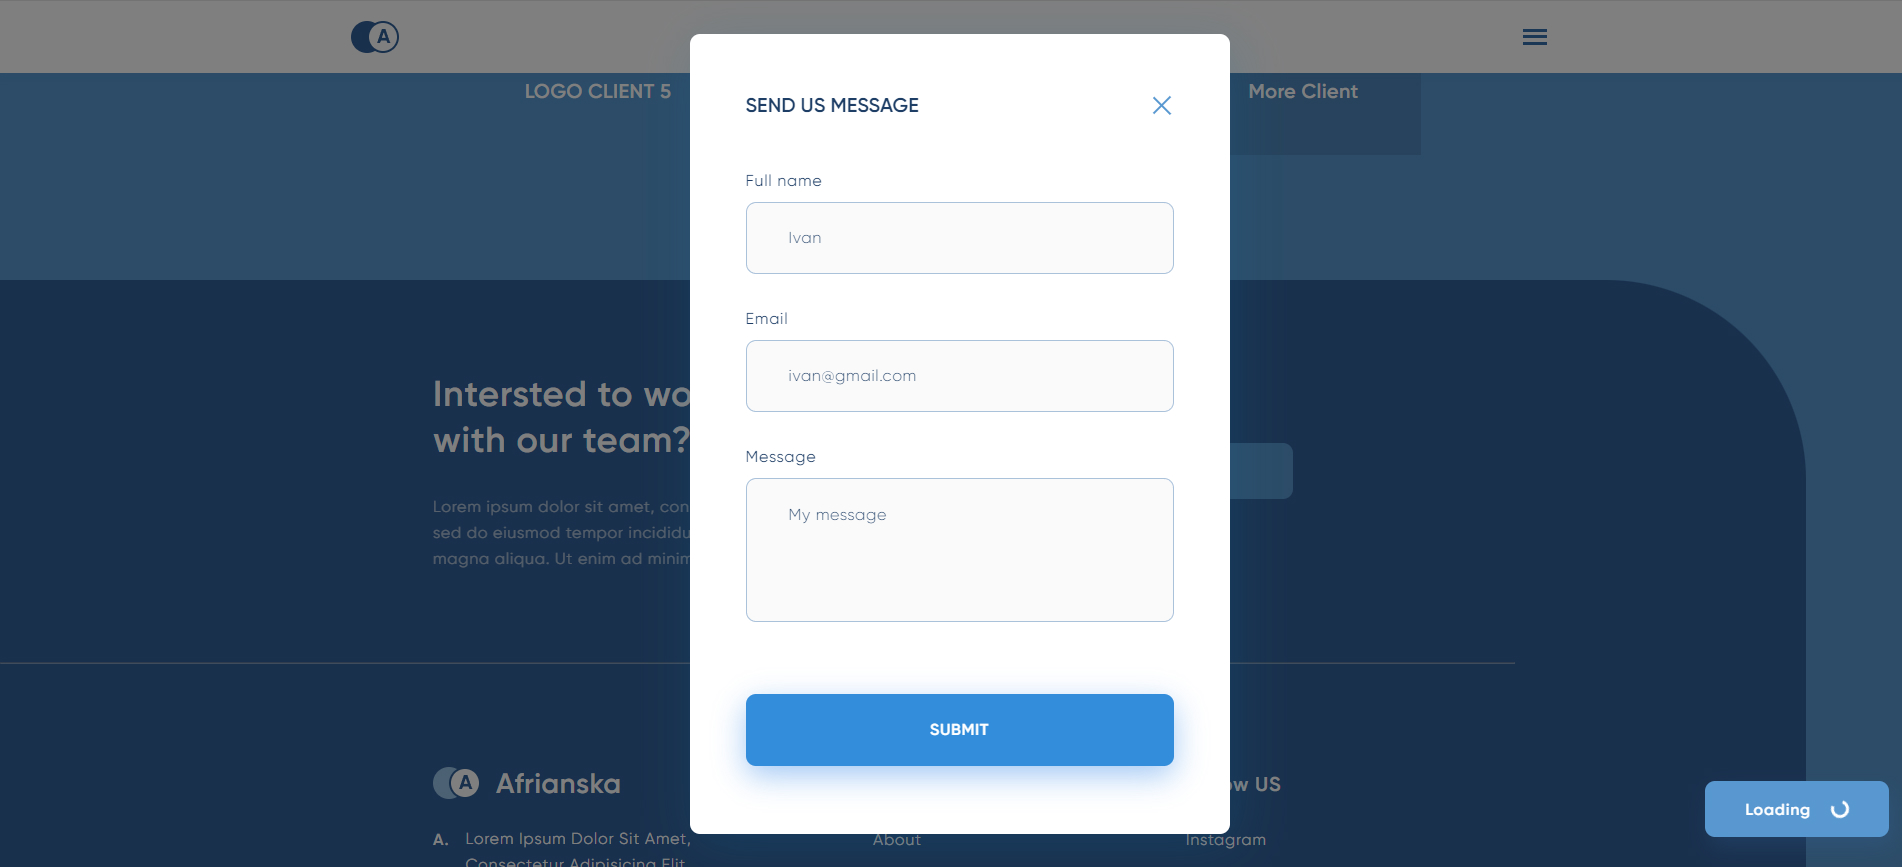 A
LOGO CLIENT 5
More Client
SEND US MESSAGE
Full name
Ivan
Email
ivan@gmail.com
Message
My message
SUBMIT
Intersted to wo
with our team?
Lorem ipsum dolor sit amet, con
sed do eiusmod tempor incididu
magna aliqua. Ut enim ad minim
A Afrianska
ow US
A. Lorem Ipsum Dolor Sit Amet,
Consectetur Adipisicing Elit
About
Instagram
Loading